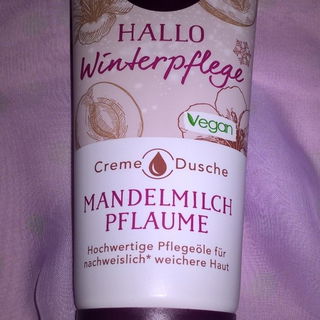 HALLO
Winterpflege
Vegan
Creme Dusche
MANDELMILCH
PFLAUME
Hochwertige Pflegeöle für
nachweislich* weichere Haut